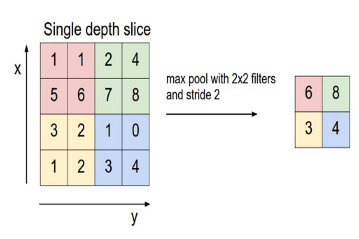 Single depth slice
x
1 1 2 4
5 6 7 8
3 2 1 0
1 2 3 4
y
max pool with 2x2 filters
and stride 2
6 8
3 4